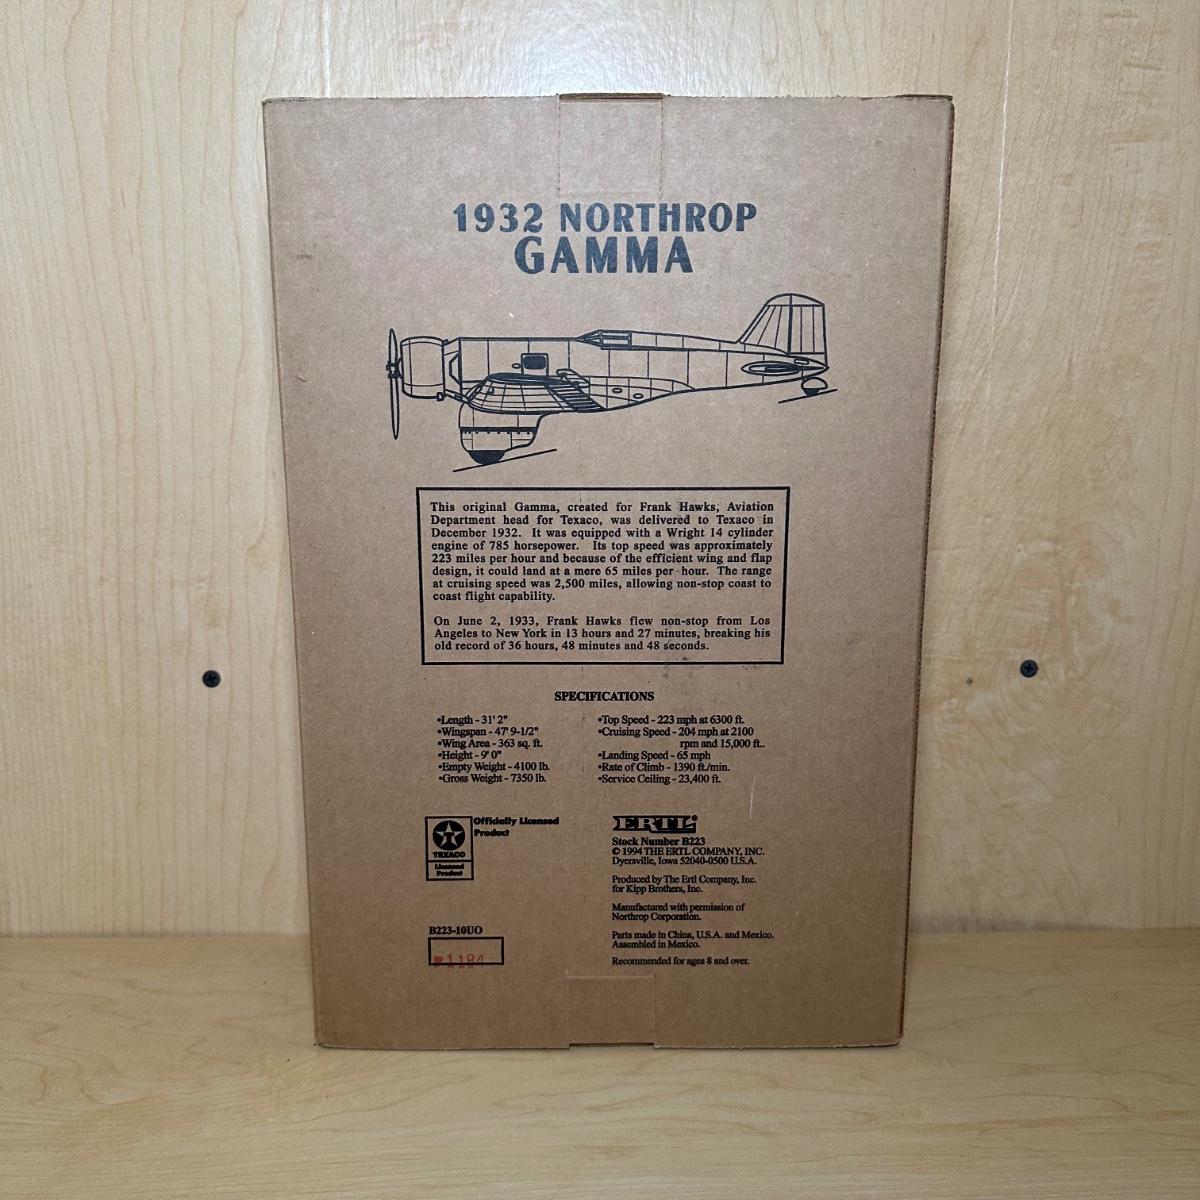 1932 NORTHROP
GAMMA
This original Gamma, created for Frank Hawks, Aviation
Department head for Texaco, was delivered to Texaco in
December 1932. It was equipped with a Wright 14 cylinder
engine of 785 horsepower. Its top speed was approximately
223 miles per hour and because of the efficient wing and flap
design, it could land at a mere 65 miles per hour. The range
at cruising speed was 2,500 miles, allowing non-stop coast to
coast flight capability.
On June 2, 1933, Frank Hawks flew non-stop from Los
Angeles to New York in 13 hours and 27 minutes, breaking his
old record of 36 hours, 48 minutes and 48 seconds.
SPECIFICATIONS
•Length - 31' 2"
•Wingspan - 47' 9-1/2"
•Wing Area - 363 sq. ft.
•Height - 9' 0"
•Empty Weight - 4100 lb.
•Gross Weight - 7350 lb.
•Top Speed - 223 mph at 6300 ft.
•Cruising Speed - 204 mph at 2100
rpm and 15,000 ft..
•Landing Speed - 65 mph
•Rate of Climb - 1390 ft./min.
•Service Ceiling - 23,400 ft.
T
TEXACO
Licensed
Product
Officially Licensed
Product
B223-10UO
1184
ERTL®
Stock Number B223
© 1994 THE ERTL COMPANY, INC.
Dyersville, Iowa 52040-0500 U.S.A.
Produced by The Ertl Company, Inc.
for Kipp Brothers, Inc.
Manufactured with permission of
Northrop Corporation.
Parts made in China, U.S.A. and Mexico.
Assembled in Mexico.
Recommended for ages 8 and over.